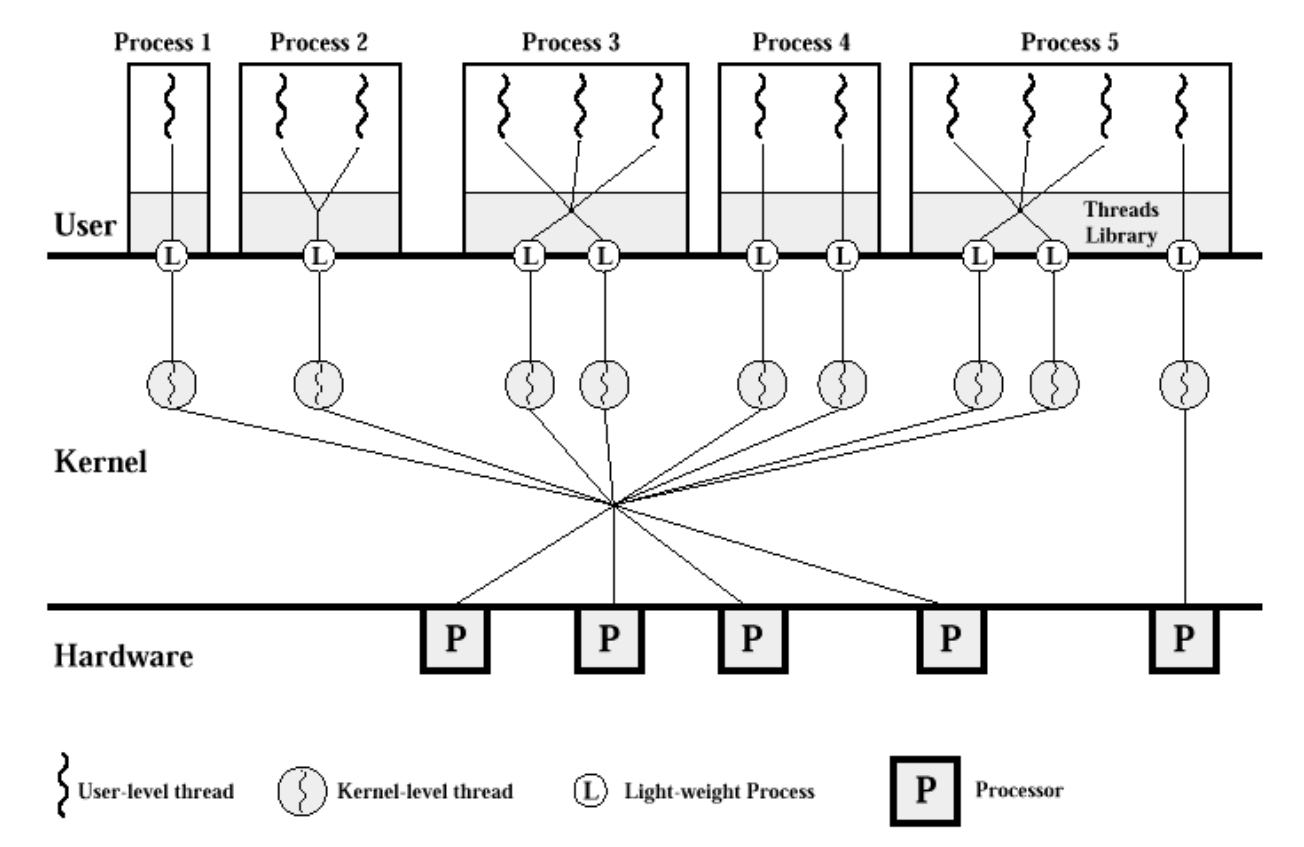 Process 1 Process 2 Process 3 Process 4 Process 5
Threads
Library
User
L L L L L L L L L
Kernel
P P P P P
Hardware
User-level thread Kernel-level thread L Light-weight Process P Processor